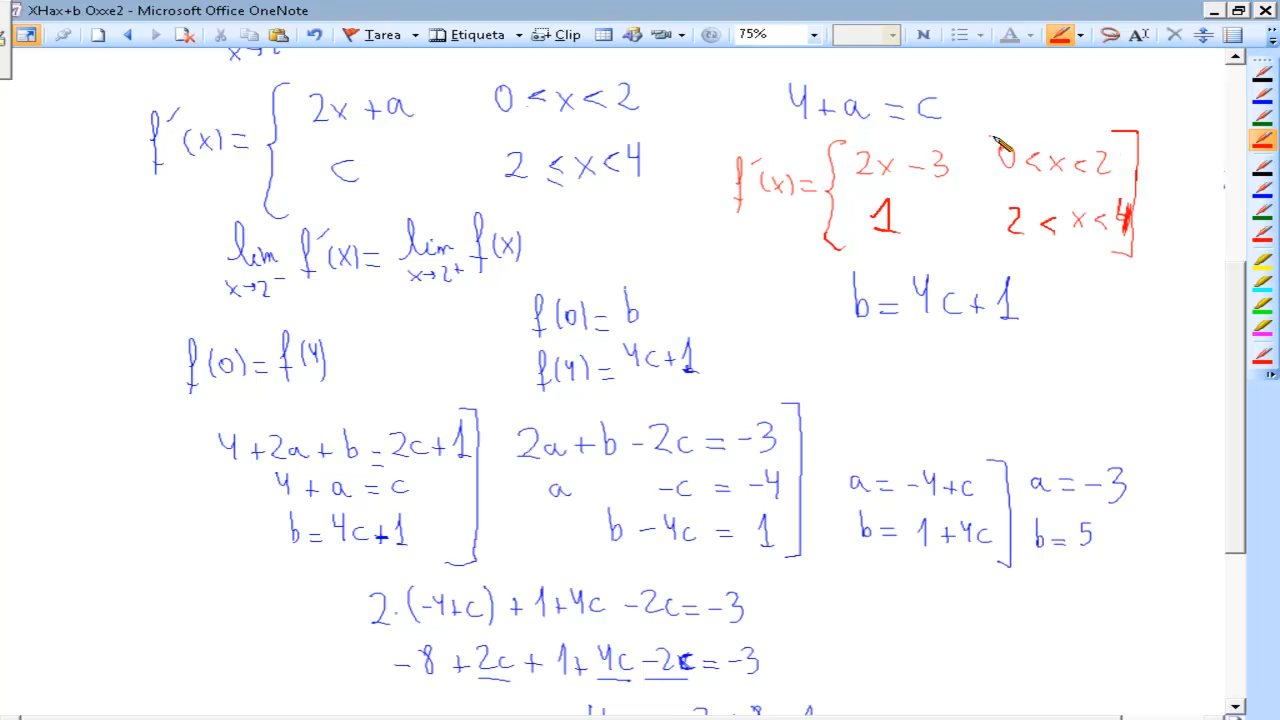 XHax+b Oxxe2) - Microsoft Office OneNote
Tarea Etiqueta Clip 75% N A A
x→2
f'(x) = { 2x + a 0 < x < 2
c 2 ≤ x < 4
4 + a = c
f'(x) = { 2x - 3 0 < x < 2
1 2 < x < 4 ]
lim x→2⁻ f'(x) = lim x→2⁺ f(x)
b = 4c + 1
f(0) = b
f(0) = f(4)
f(4) = 4c + 1
4 + 2a + b = 2c + 1
4 + a = c
b = 4c + 1 ]
2a + b - 2c = -3
a - c = -4
b - 4c = 1 ]
a = -4 + c
b = 1 + 4c ]
a = -3
b = 5
2·(-4+c) + 1 + 4c - 2c = -3
-8 + 2c + 1 + 4c - 2c = -3